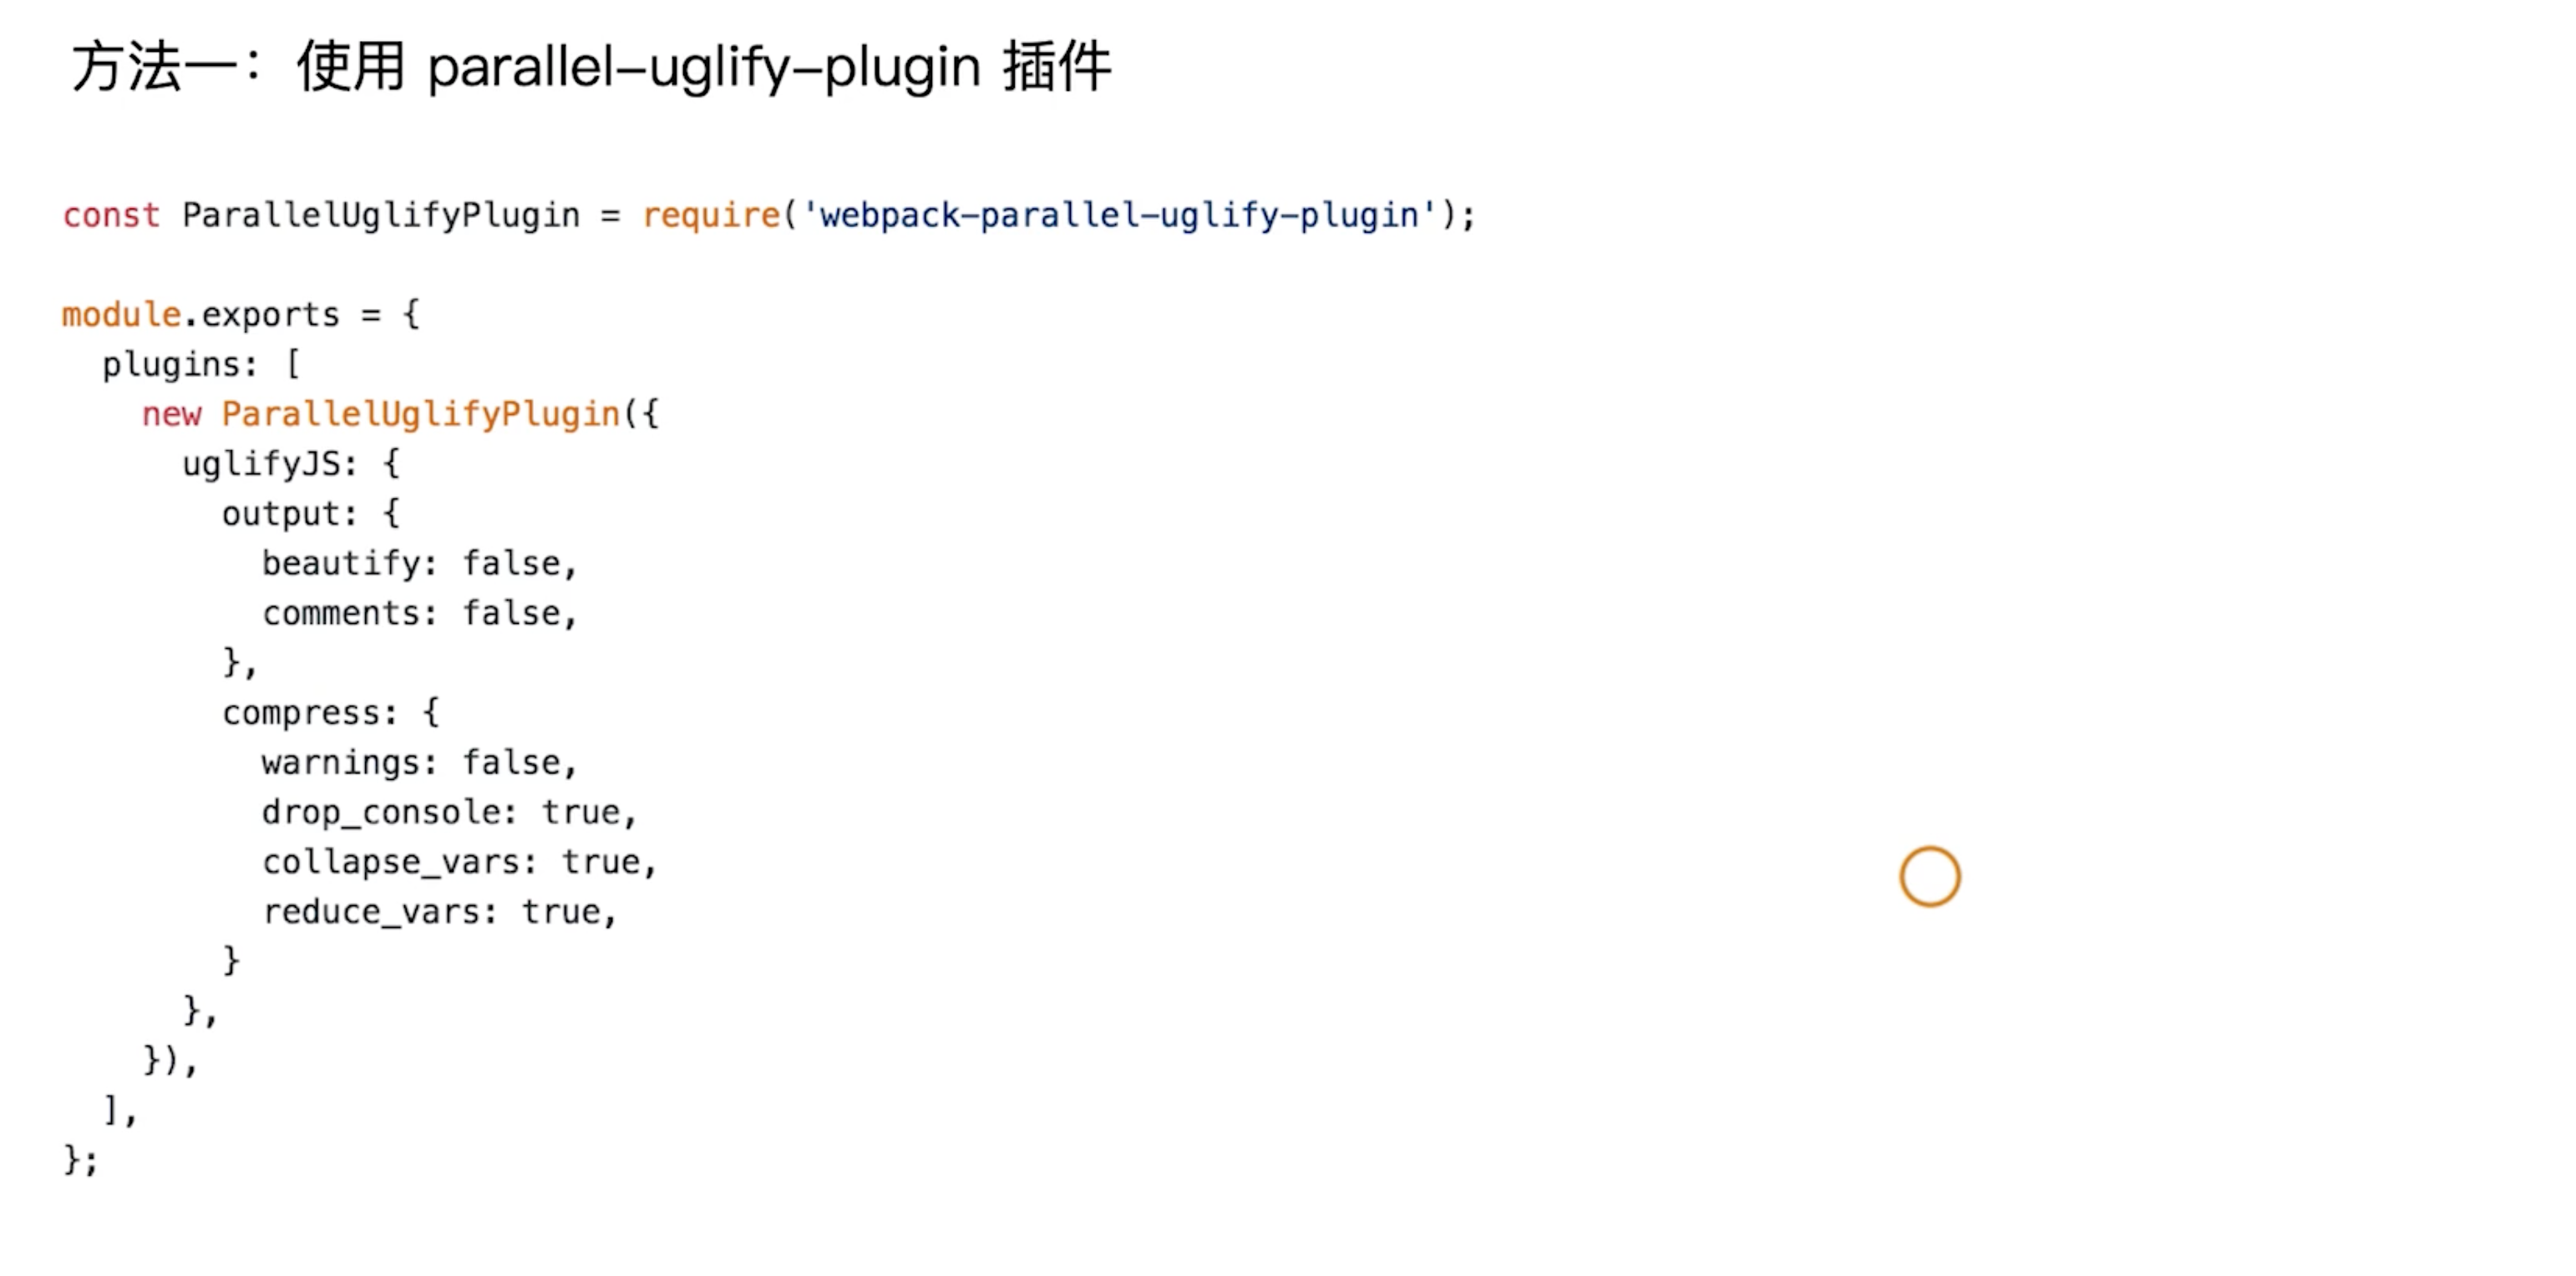 方法一：使用 parallel-uglify-plugin 插件
const ParallelUglifyPlugin = require('webpack-parallel-uglify-plugin');
module.exports = {
  plugins: [
    new ParallelUglifyPlugin({
      uglifyJS: {
        output: {
          beautify: false,
          comments: false,
        },
        compress: {
          warnings: false,
          drop_console: true,
          collapse_vars: true,
          reduce_vars: true,
        }
      },
    }),
  ],
};